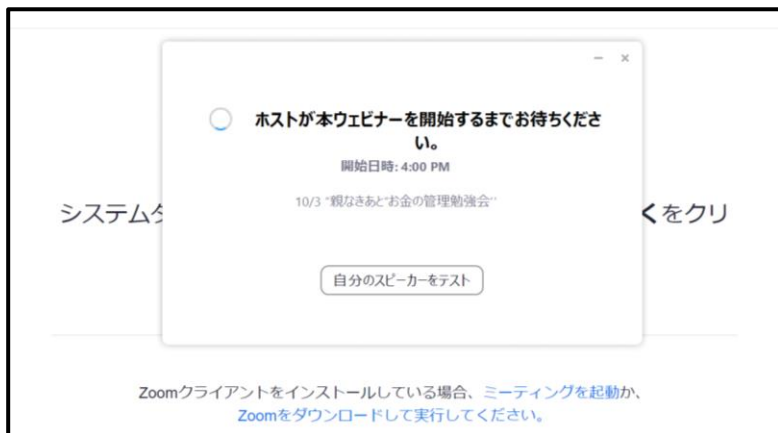 ホストが本ウェビナーを開始するまでお待ちくださ
い。
開始日時: 4:00 PM
10/3 "親なきあと"お金の管理勉強会''
システム
くをクリ
自分のスピーカーをテスト
Zoomクライアントをインストールしている場合、ミーティングを起動か、
Zoomをダウンロードして実行してください。